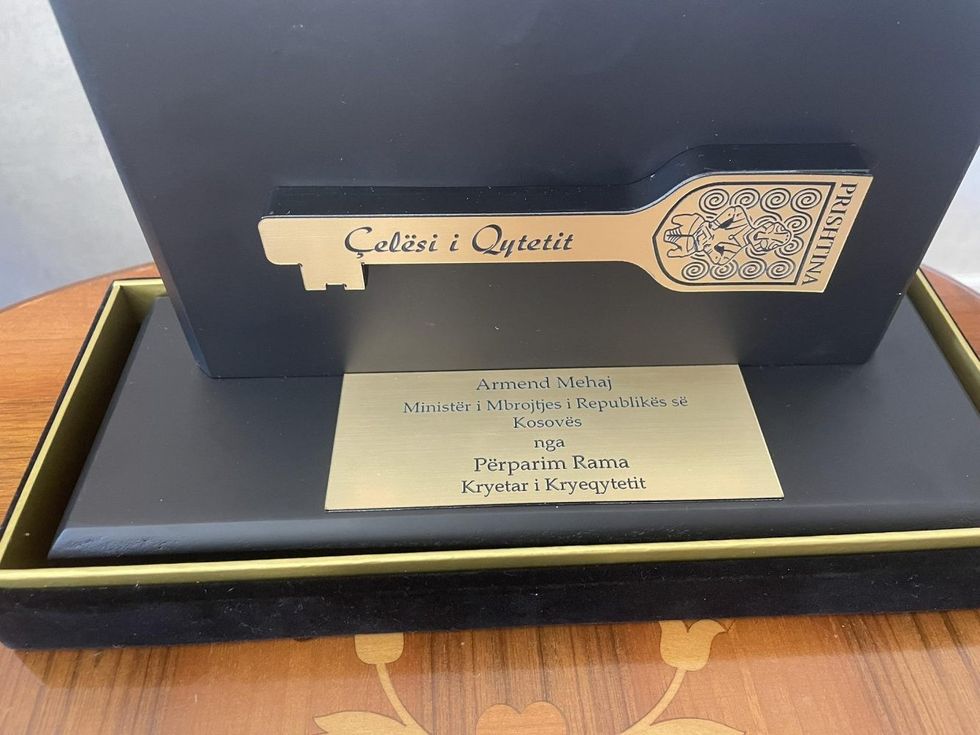 Çelësi i Qytetit
PRISHTINA
Armend Mehaj
Ministër i Mbrojtjes i Republikës së
Kosovës
nga
Përparim Rama
Kryetar i Kryeqytetit